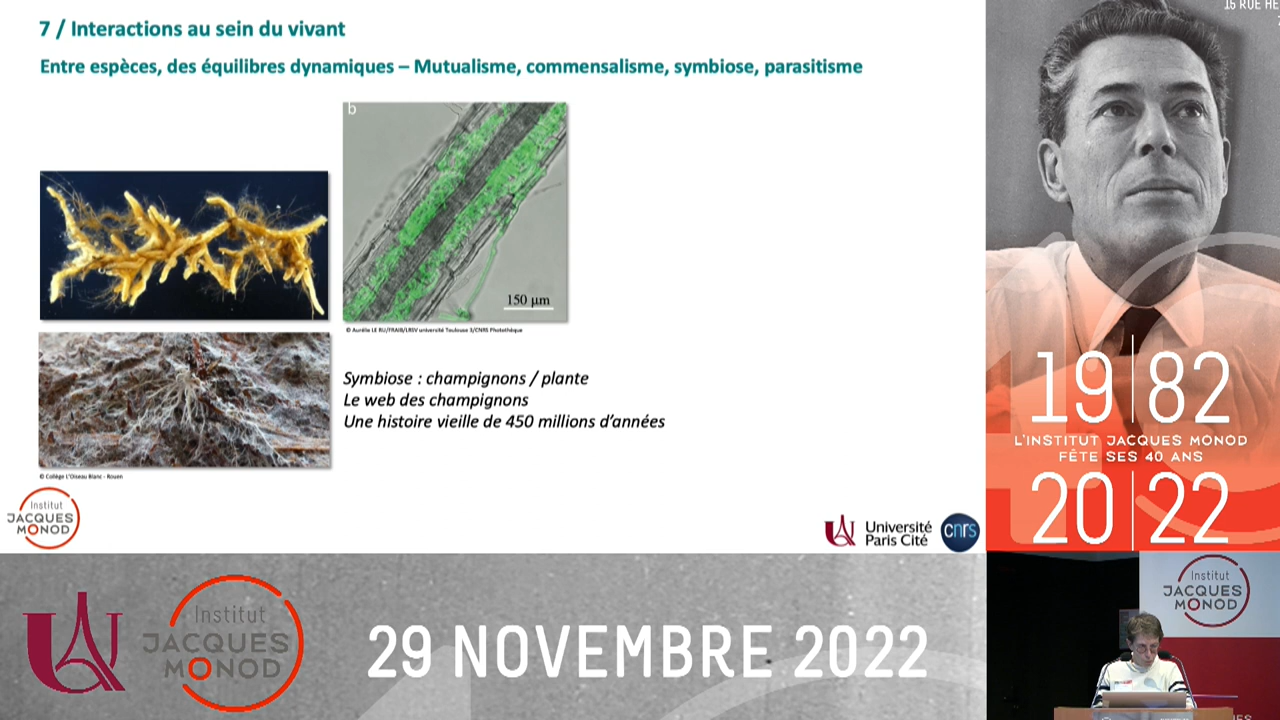 7 / Interactions au sein du vivant
Entre espèces, des équilibres dynamiques – Mutualisme, commensalisme, symbiose, parasitisme
b
150 µm
© Aurélie LE RU/FRAIB/LRSV université Toulouse 3/CNRS Photothèque
Symbiose : champignons / plante
Le web des champignons
Une histoire vieille de 450 millions d’années
© Collège L'Oiseau Blanc - Rouen
Institut
JACQUES
MONOD
Université
Paris Cité
cnrs
15 RUE HE
19 82
L'INSTITUT JACQUES MONOD
FÊTE SES 40 ANS
20 22
Institut
JACQUES
MONOD
29 NOVEMBRE 2022
Institut
JACQUES
MONOD